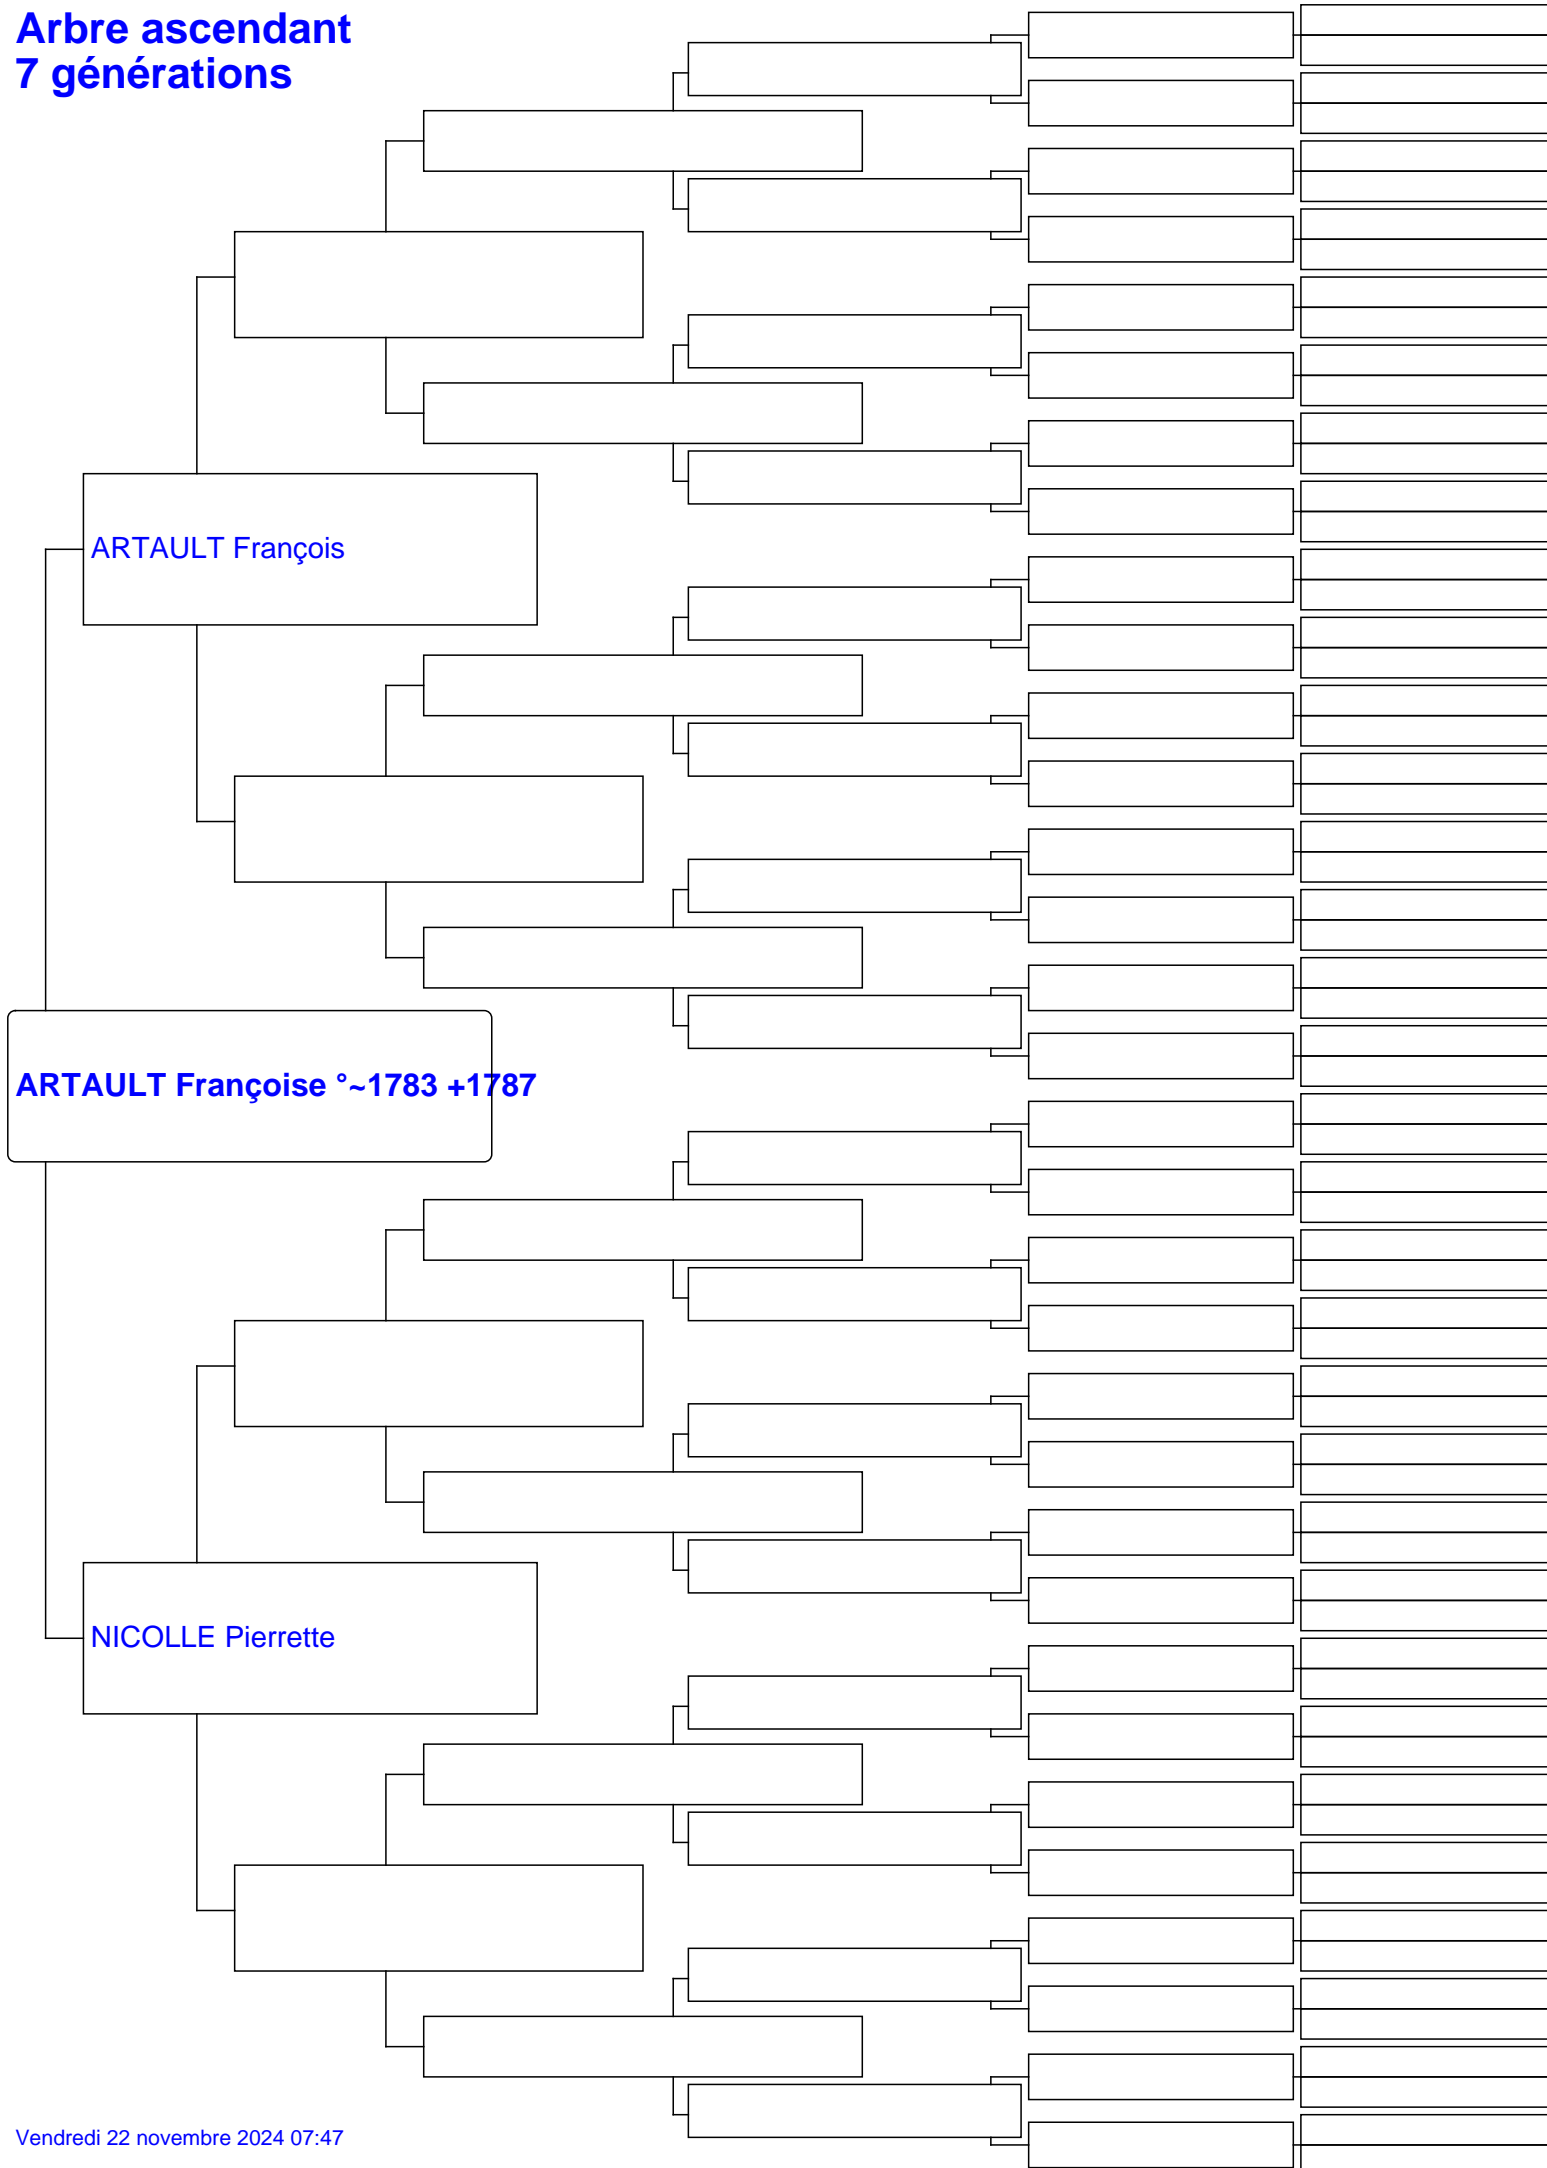 Arbre ascendant
7 générations
ARTAULT François
ARTAULT Françoise °~1783 +1787
NICOLLE Pierrette
Vendredi 22 novembre 2024 07:47